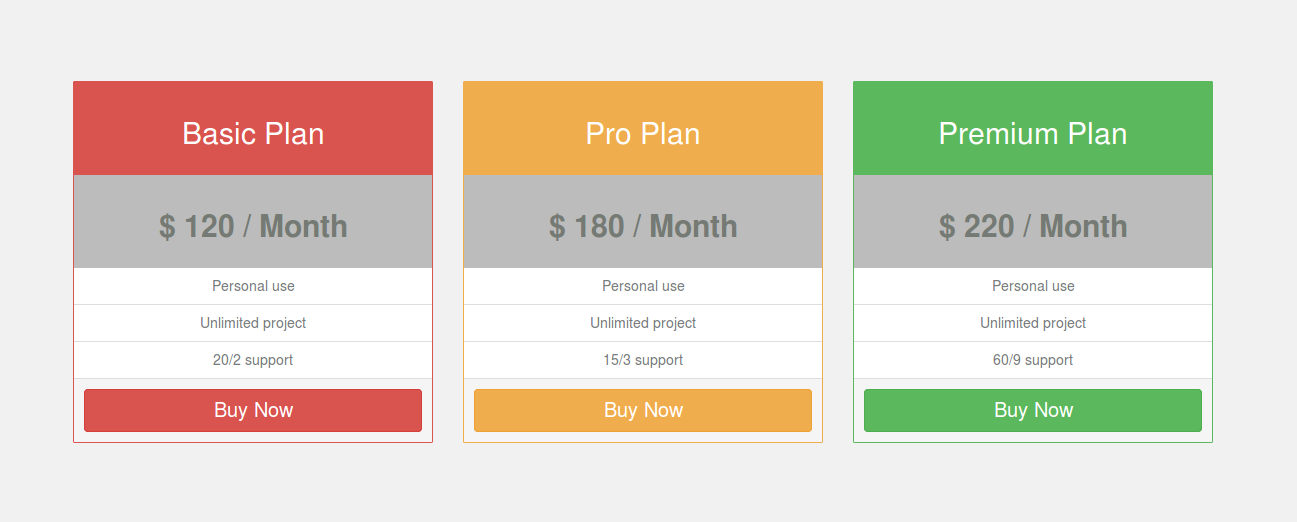 Basic Plan
$ 120 / Month
Personal use
Unlimited project
20/2 support
Buy Now
Pro Plan
$ 180 / Month
Personal use
Unlimited project
15/3 support
Buy Now
Premium Plan
$ 220 / Month
Personal use
Unlimited project
60/9 support
Buy Now